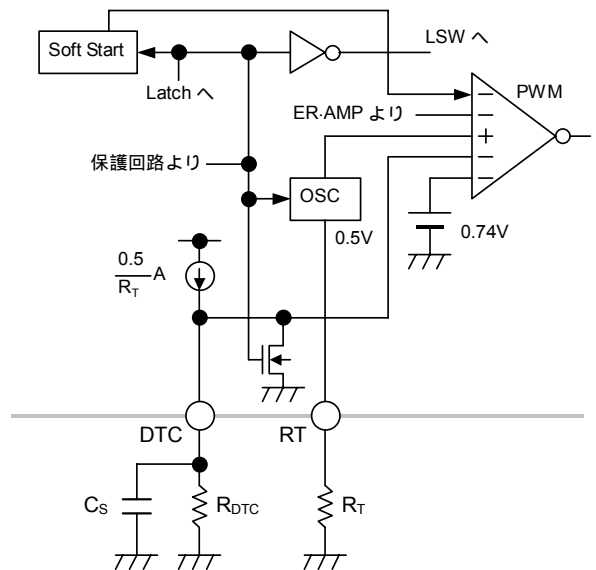 Soft Start
LSW へ
Latch へ
PWM
ER.AMP より
保護回路より
OSC
0.5V
0.74V
0.5
RT
A
DTC
RT
CS
RDTC
RT